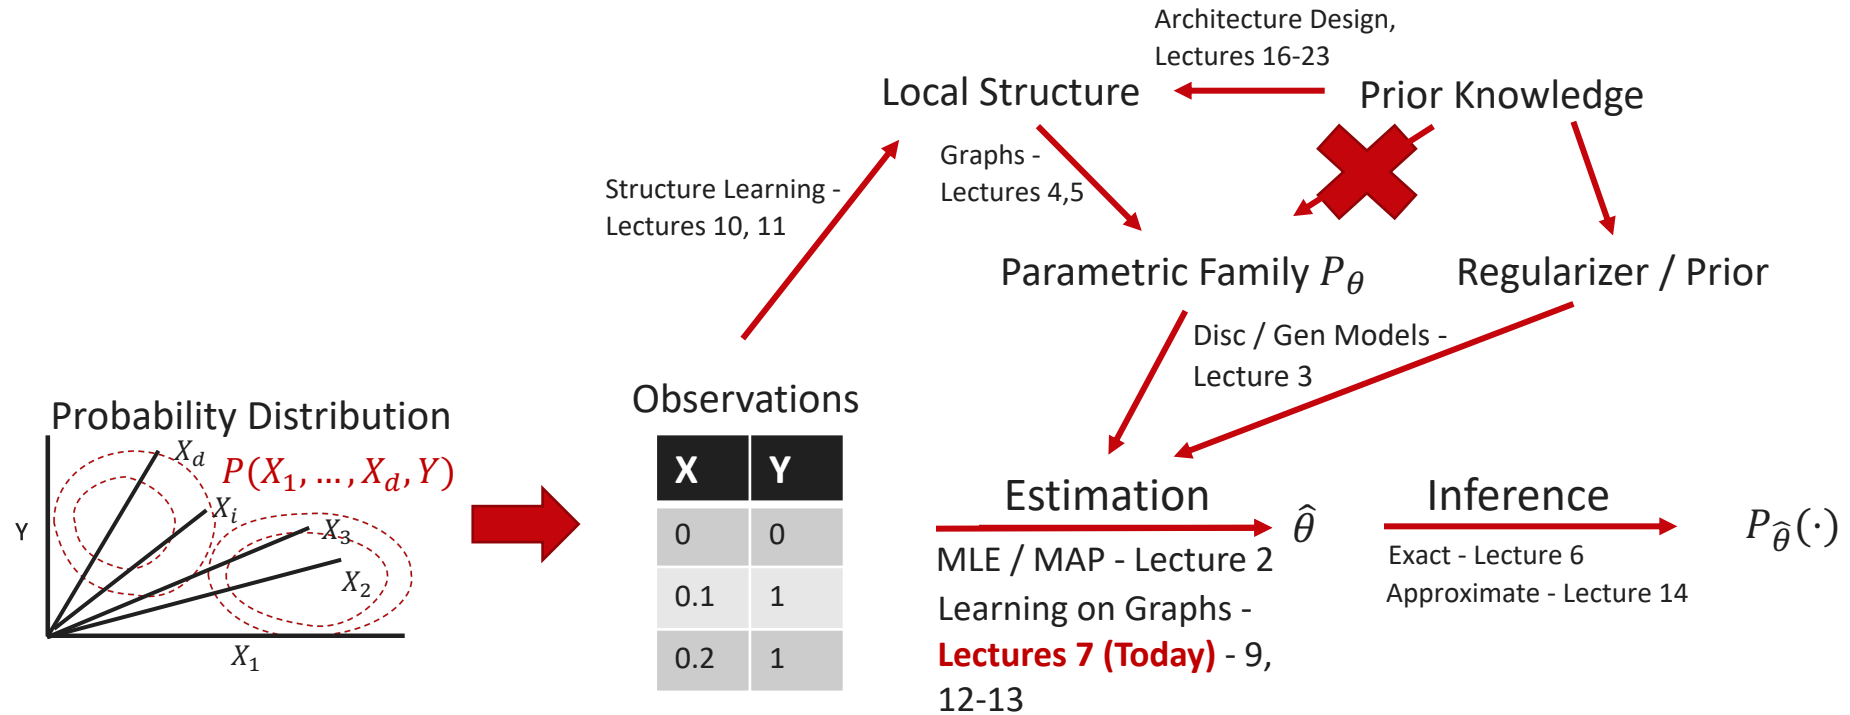 Architecture Design,
Lectures 16-23
Local Structure
Prior Knowledge
Graphs -
Lectures 4,5
Structure Learning -
Lectures 10, 11
Parametric Family P_θ
Regularizer / Prior
Disc / Gen Models -
Lecture 3
Observations
Probability Distribution
P(X_1, ..., X_d, Y)
X_d
X_i
X_3
X_2
X_1
Y
X Y
0 0
0.1 1
0.2 1
Estimation
θ̂
MLE / MAP - Lecture 2
Learning on Graphs -
Lectures 7 (Today) - 9,
12-13
Inference
Exact - Lecture 6
Approximate - Lecture 14
P_θ̂(·)